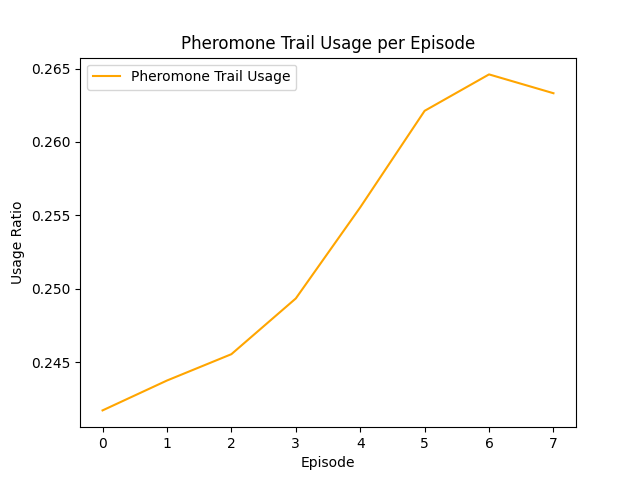 Pheromone Trail Usage per Episode
Pheromone Trail Usage
0.265
0.260
0.255
0.250
0.245
Usage Ratio
0 1 2 3 4 5 6 7
Episode